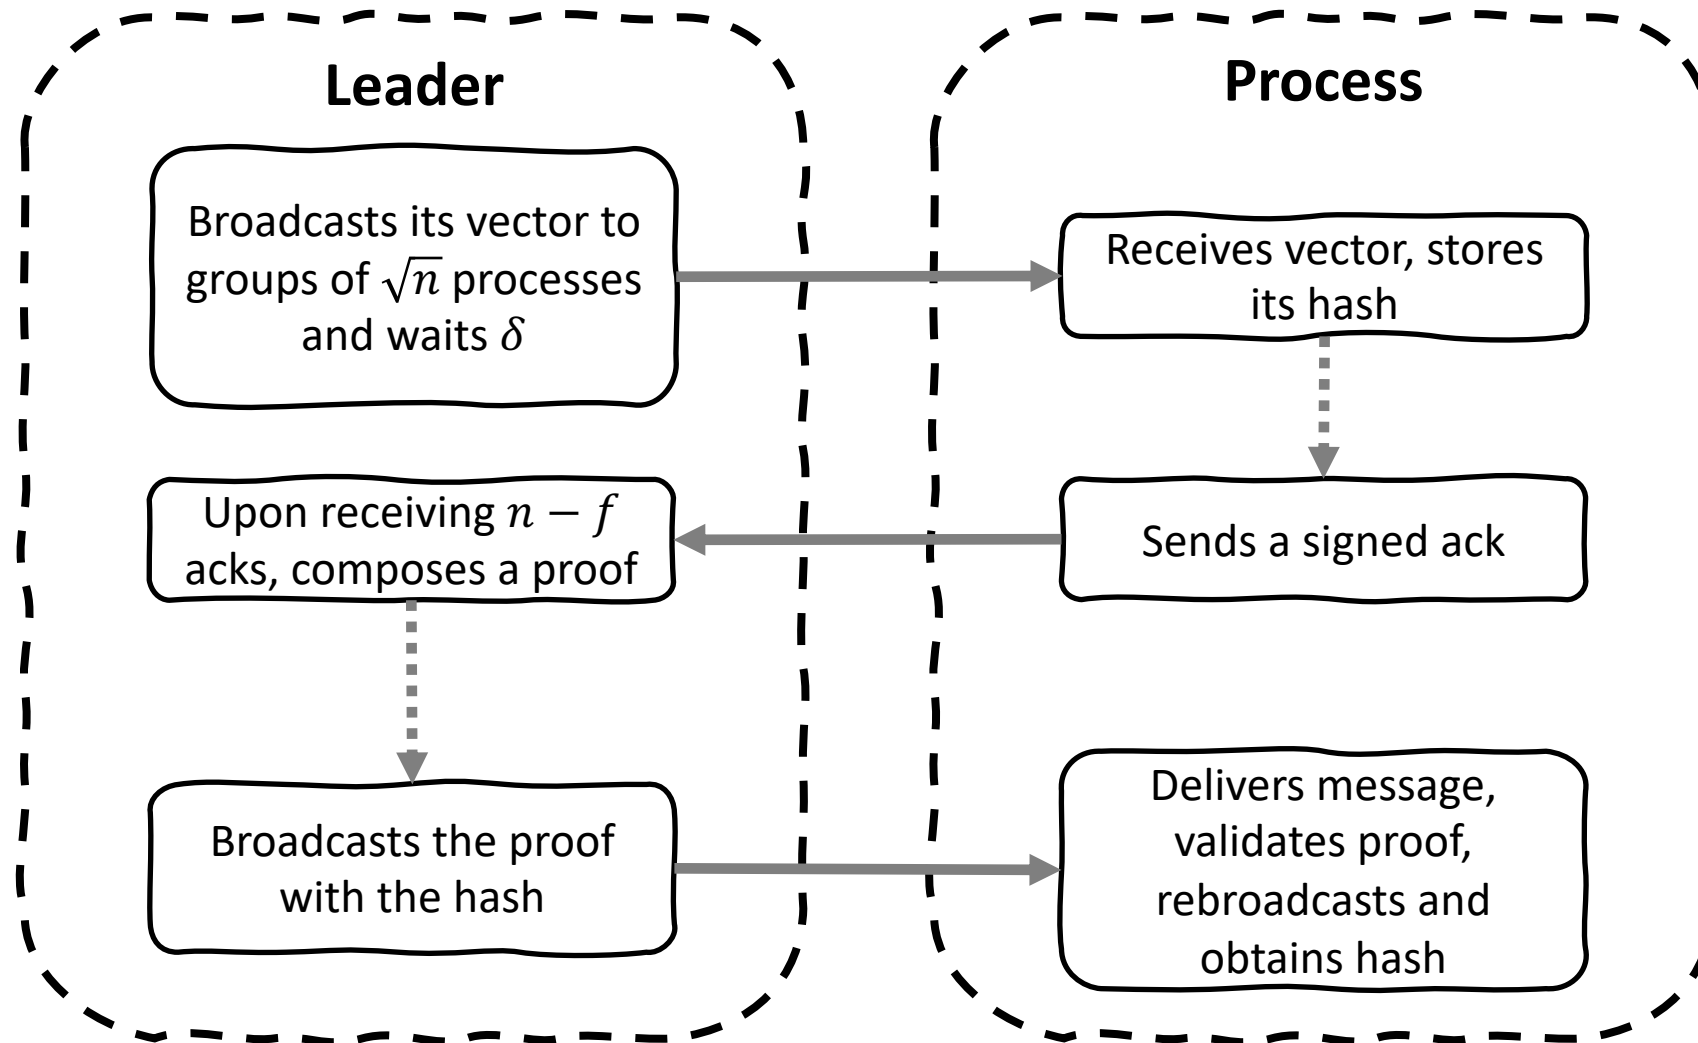 Leader
Broadcasts its vector to
groups of √n processes
and waits δ
Upon receiving n − f
acks, composes a proof
Broadcasts the proof
with the hash
Process
Receives vector, stores
its hash
Sends a signed ack
Delivers message,
validates proof,
rebroadcasts and
obtains hash